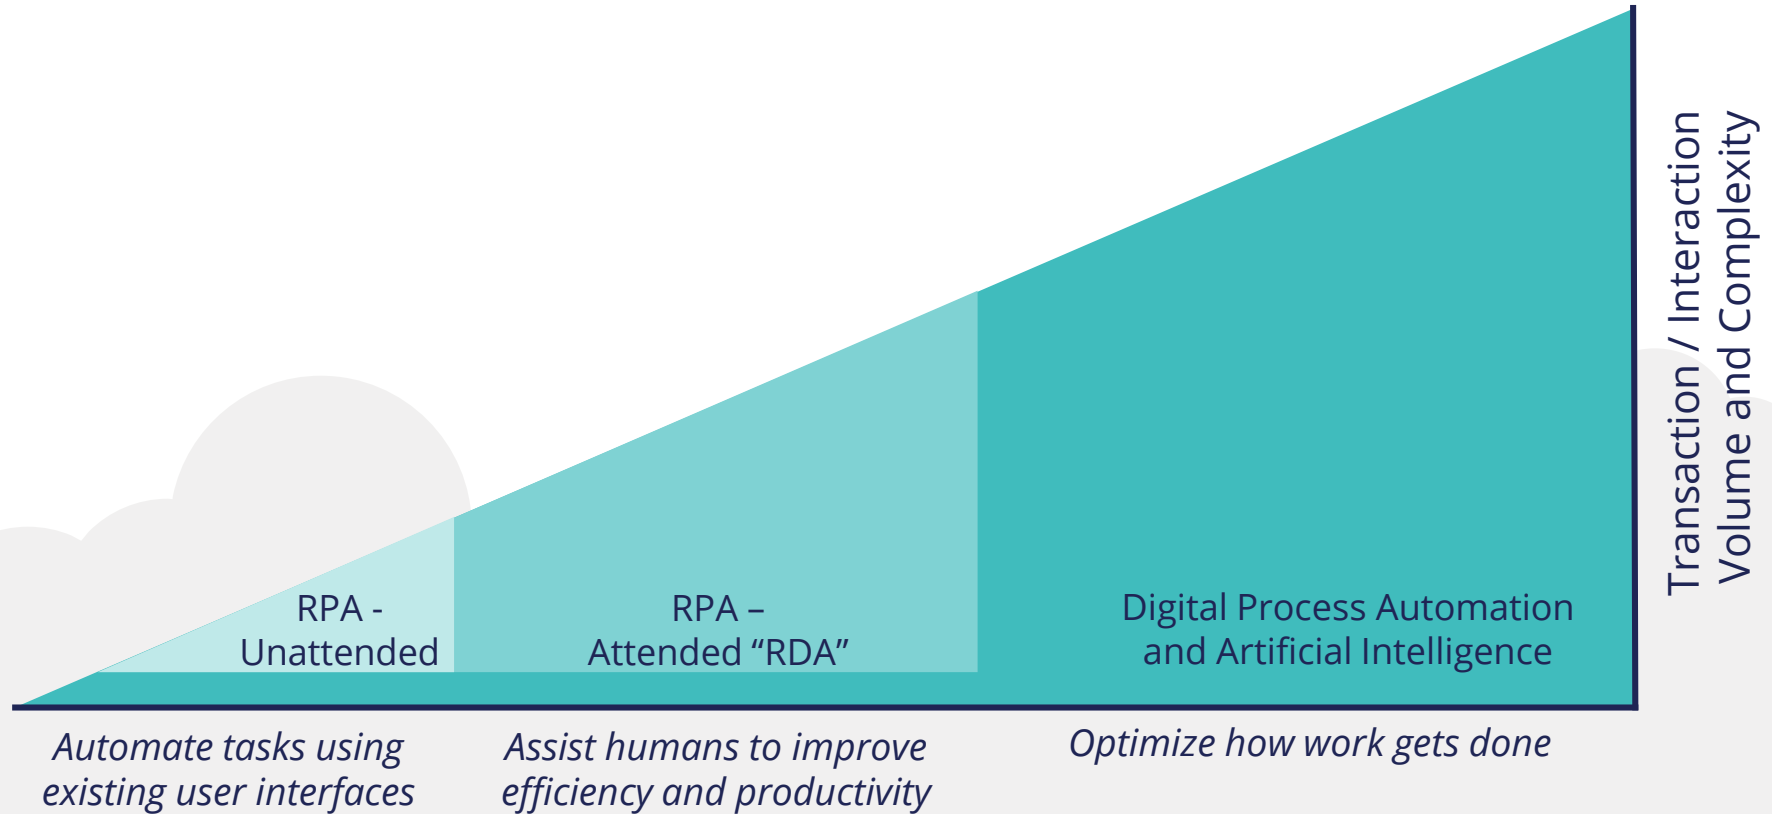 RPA -
Unattended
RPA –
Attended “RDA”
Digital Process Automation
and Artificial Intelligence
Automate tasks using
existing user interfaces
Assist humans to improve
efficiency and productivity
Optimize how work gets done
Transaction / Interaction
Volume and Complexity